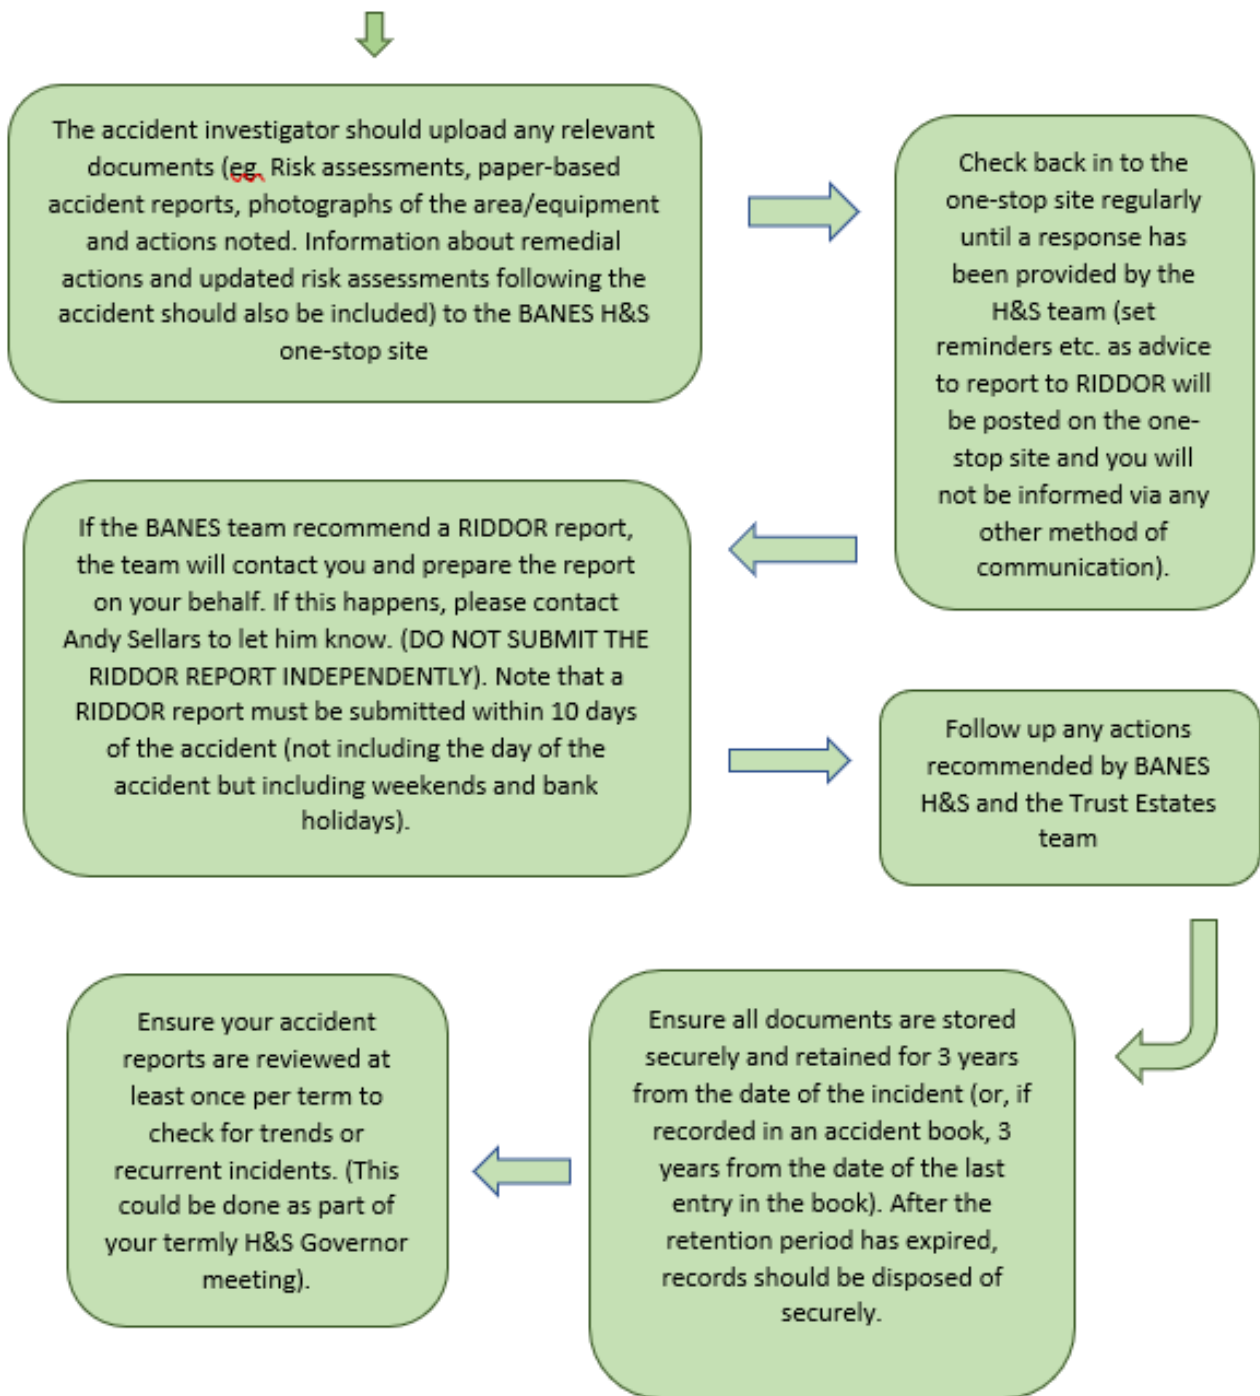 The accident investigator should upload any relevant
documents (eg. Risk assessments, paper-based
accident reports, photographs of the area/equipment
and actions noted. Information about remedial
actions and updated risk assessments following the
accident should also be included) to the BANES H&S
one-stop site
Check back in to the
one-stop site regularly
until a response has
been provided by the
H&S team (set
reminders etc. as advice
to report to RIDDOR will
be posted on the one-
stop site and you will
not be informed via any
other method of
communication).
If the BANES team recommend a RIDDOR report,
the team will contact you and prepare the report
on your behalf. If this happens, please contact
Andy Sellars to let him know. (DO NOT SUBMIT THE
RIDDOR REPORT INDEPENDENTLY). Note that a
RIDDOR report must be submitted within 10 days
of the accident (not including the day of the
accident but including weekends and bank
holidays).
Follow up any actions
recommended by BANES
H&S and the Trust Estates
team
Ensure all documents are stored
securely and retained for 3 years
from the date of the incident (or, if
recorded in an accident book, 3
years from the date of the last
entry in the book). After the
retention period has expired,
records should be disposed of
securely.
Ensure your accident
reports are reviewed at
least once per term to
check for trends or
recurrent incidents. (This
could be done as part of
your termly H&S Governor
meeting).